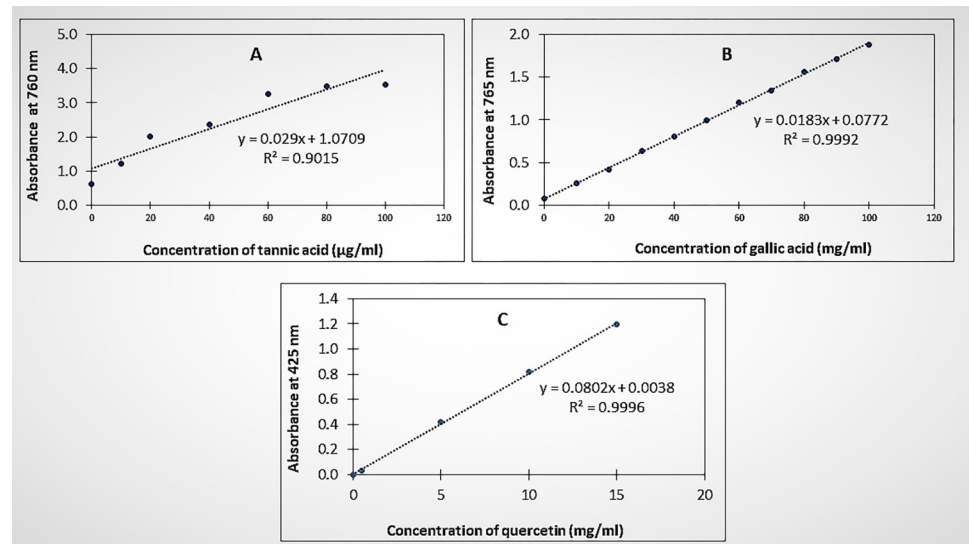 A
Absorbance at 760 nm
5.0
4.0
3.0
2.0
1.0
0.0
y = 0.029x + 1.0709
R² = 0.9015
0 20 40 60 80 100 120
Concentration of tannic acid (µg/ml)
B
Absorbance at 765 nm
2.0
1.5
1.0
0.5
0.0
y = 0.0183x + 0.0772
R² = 0.9992
0 20 40 60 80 100 120
Concentration of gallic acid (mg/ml)
C
Absorbance at 425 nm
1.4
1.2
1.0
0.8
0.6
0.4
0.2
0.0
y = 0.0802x + 0.0038
R² = 0.9996
0 5 10 15 20
Concentration of quercetin (mg/ml)